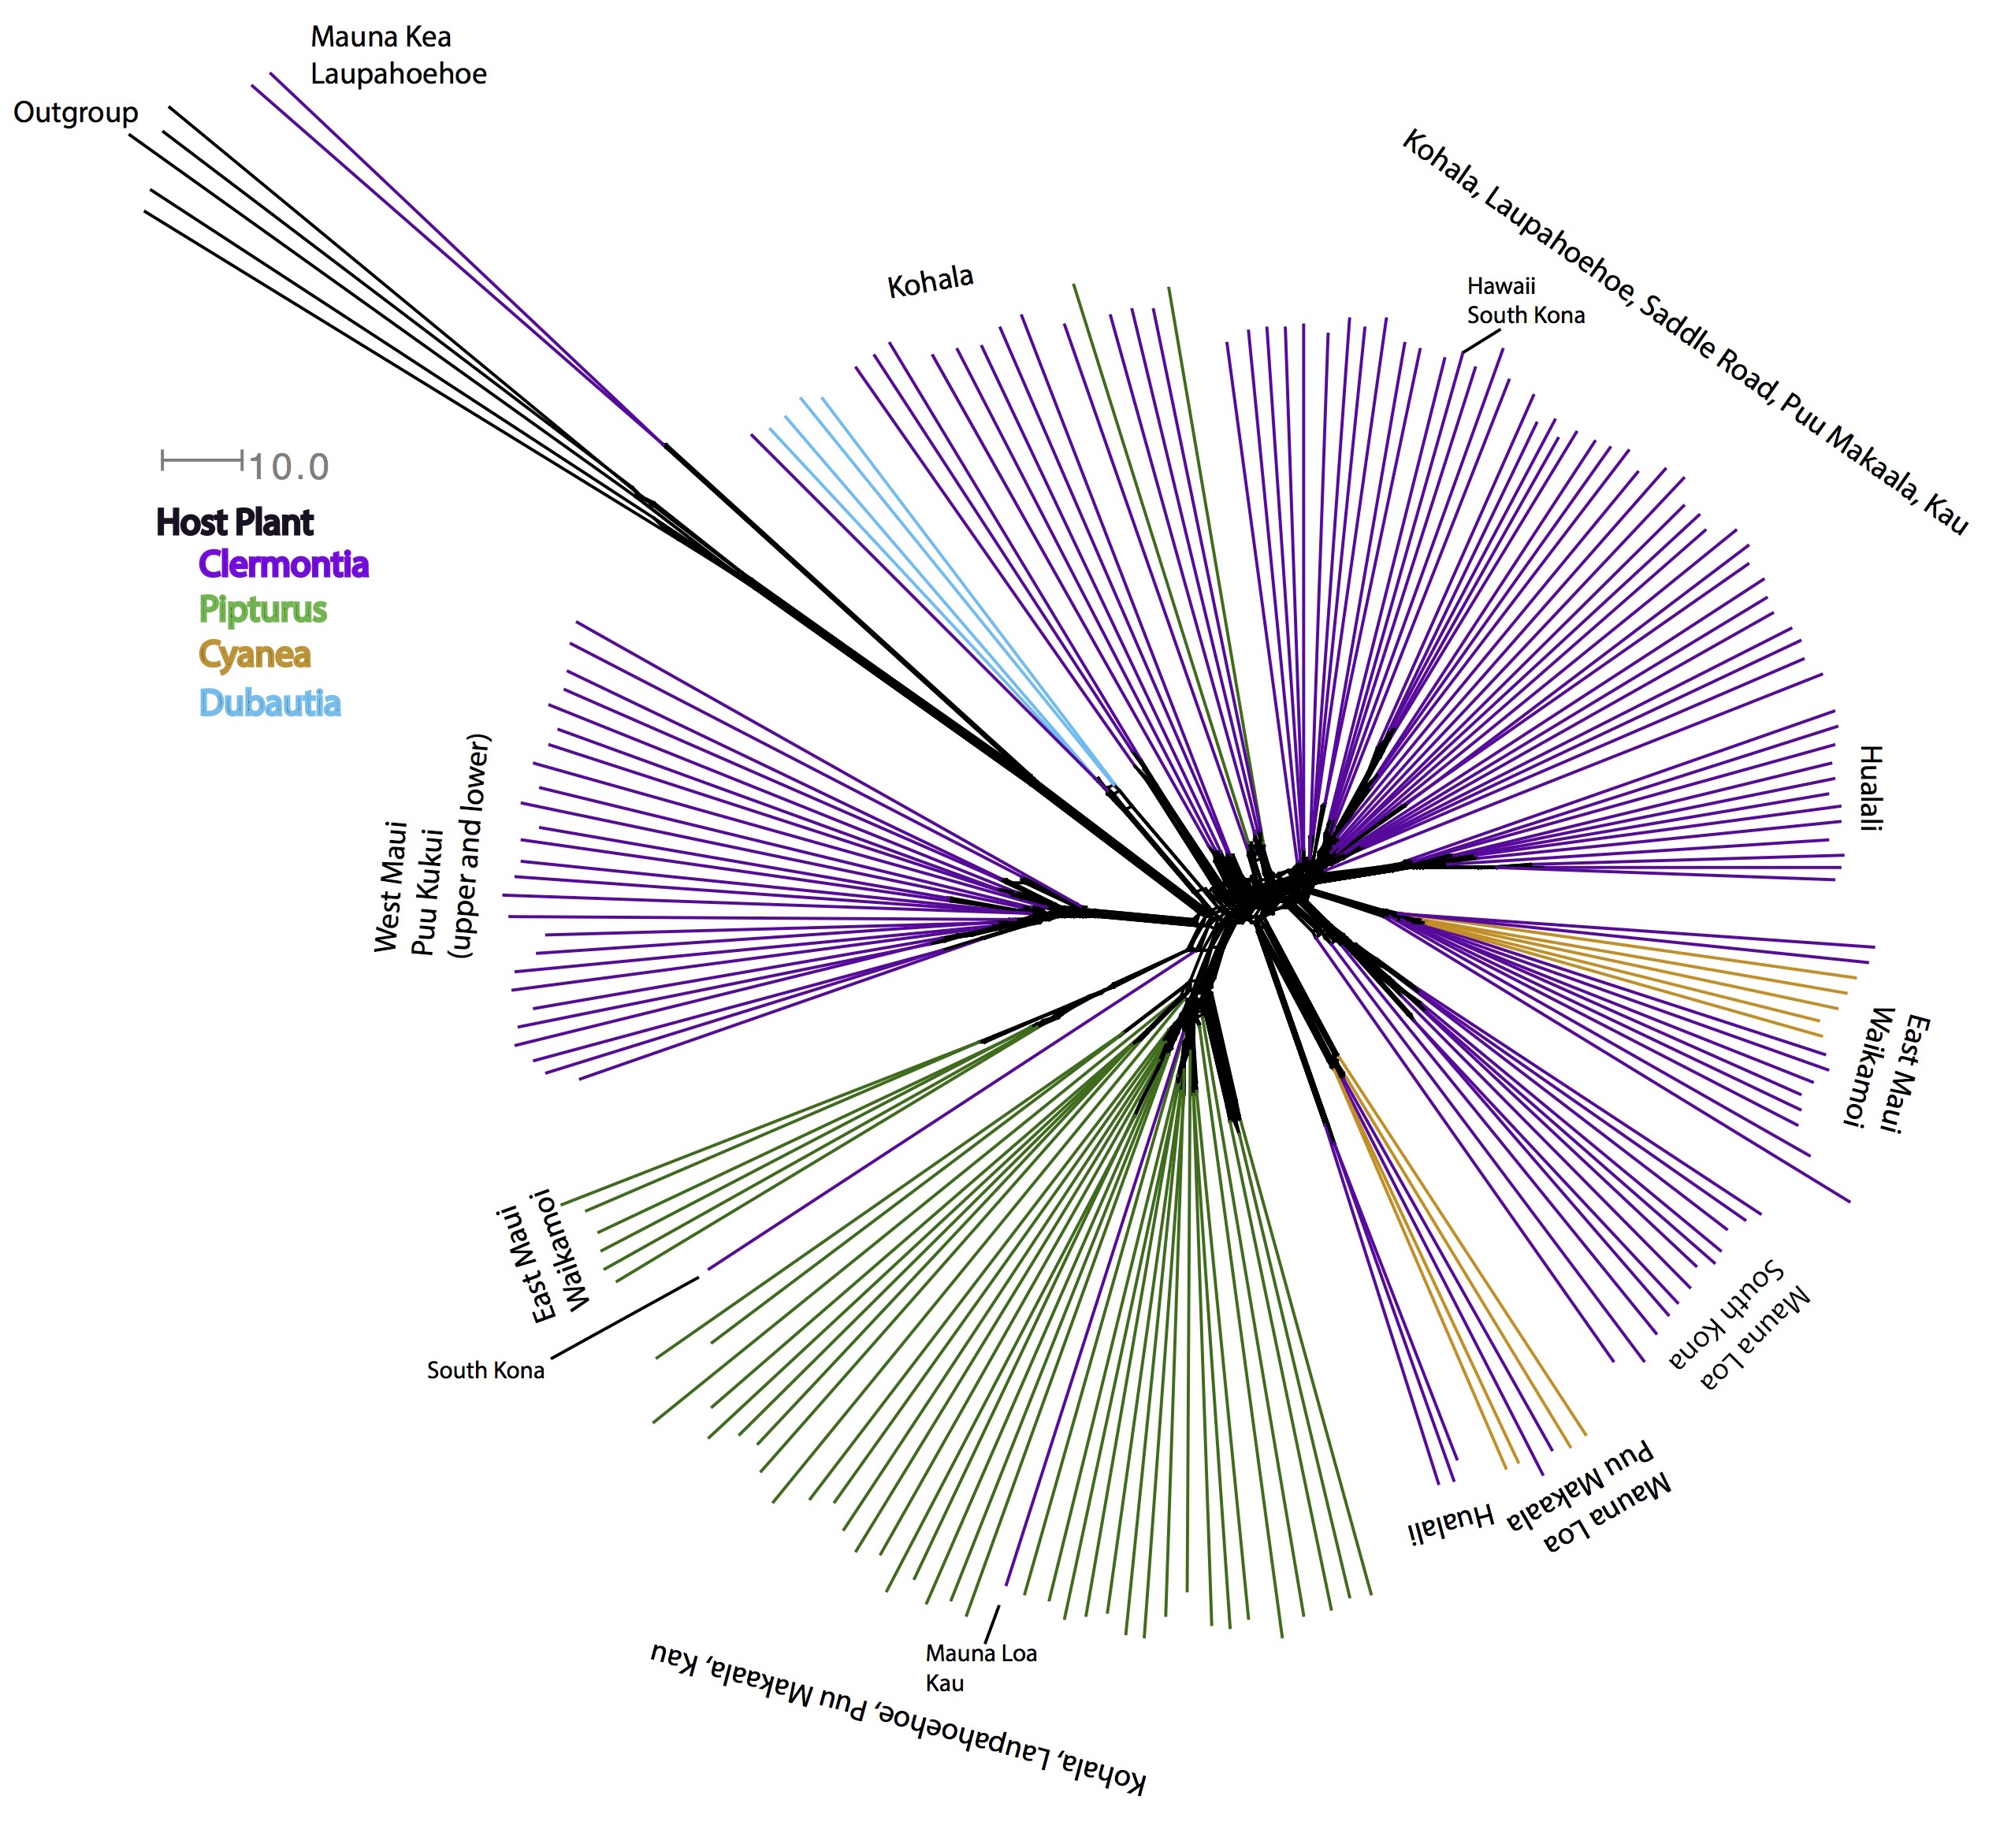 Mauna Kea
Laupahoehoe
Outgroup
Kohala, Laupahoehoe, Saddle Road, Puu Makaala, Kau
Kohala
Hawaii
South Kona
10.0
Host Plant
Clermontia
Pipturus
Cyanea
Dubautia
West Maui
Puu Kukui
(upper and lower)
Hualali
East Maui
Waikamoi
East Maui
Waikamoi
South Kona
Mauna Loa
South Kona
Mauna Loa
Puu Makaala
Hualali
Mauna Loa
Kau
Kohala, Laupahoehoe, Puu Makaala, Kau